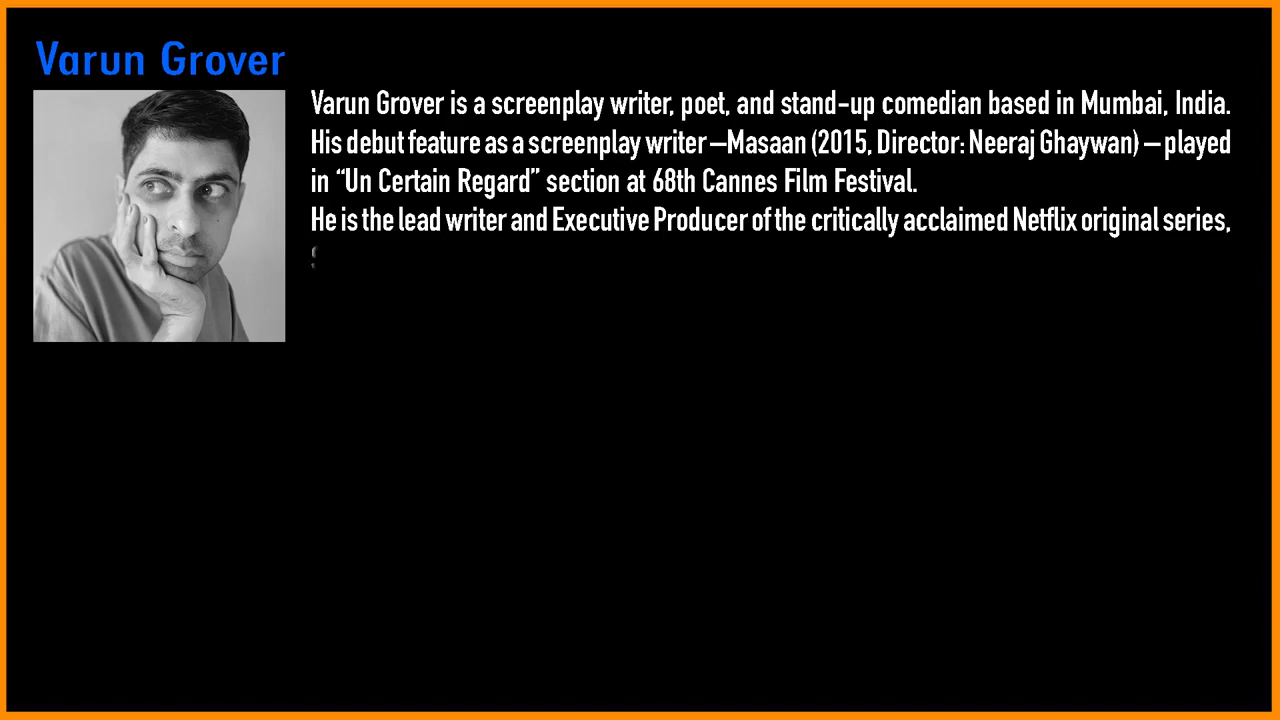 Varun Grover
Varun Grover is a screenplay writer, poet, and stand-up comedian based in Mumbai, India.
His debut feature as a screenplay writer –Masaan (2015, Director: Neeraj Ghaywan) – played
in “Un Certain Regard” section at 68th Cannes Film Festival.
He is the lead writer and Executive Producer of the critically acclaimed Netflix original series,